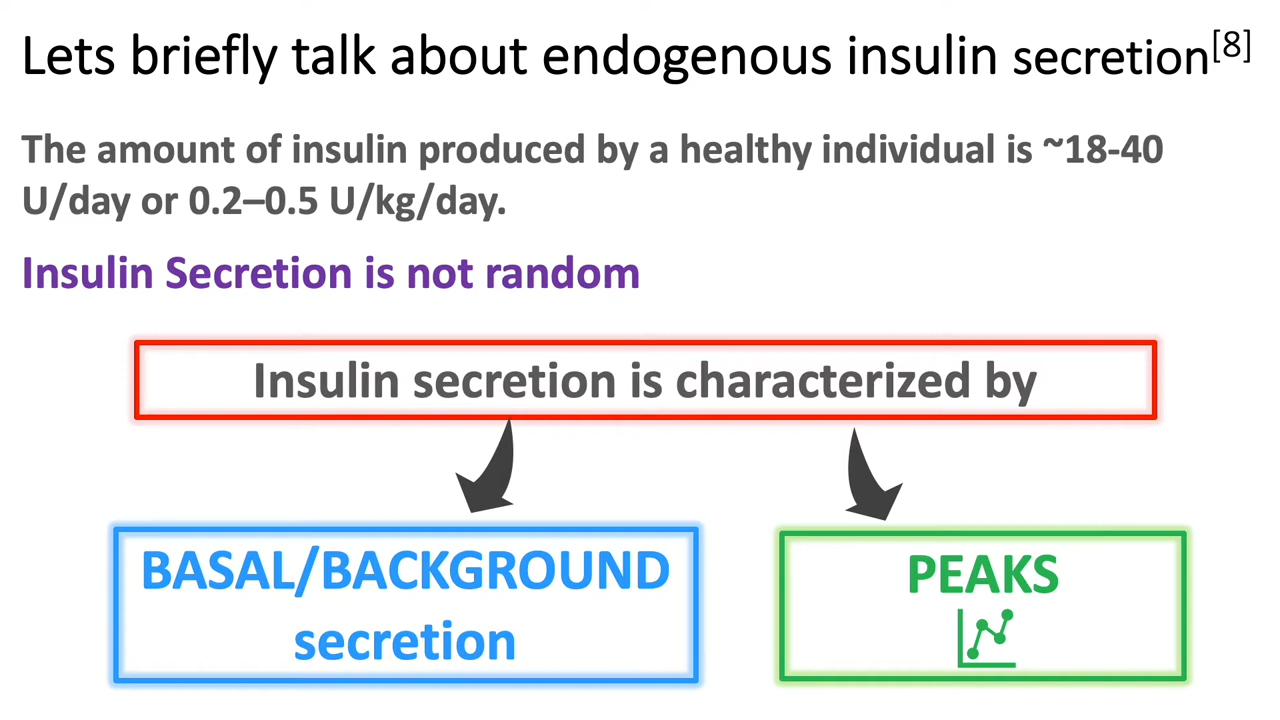 Lets briefly talk about endogenous insulin secretion[8]
The amount of insulin produced by a healthy individual is ~18-40
U/day or 0.2–0.5 U/kg/day.
Insulin Secretion is not random
Insulin secretion is characterized by
BASAL/BACKGROUND
secretion
PEAKS